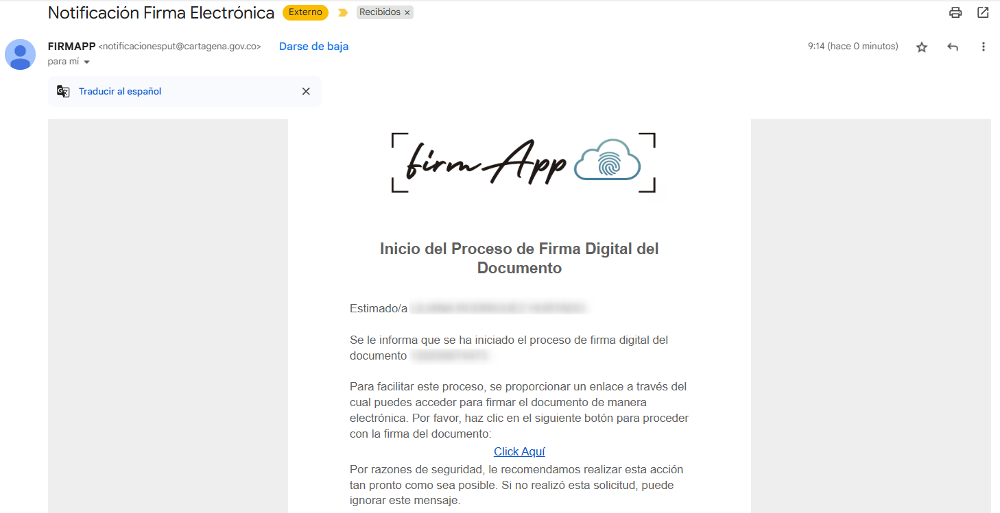 Notificación Firma Electrónica Externo Recibidos ×
FIRMAPP <notificacionesput@cartagena.gov.co> Darse de baja 9:14 (hace 0 minutos)
para mí
Traducir al español
firmApp
Inicio del Proceso de Firma Digital del
Documento
Estimado/a
Se le informa que se ha iniciado el proceso de firma digital del
documento
Para facilitar este proceso, se proporcionar un enlace a través del
cual puedes acceder para firmar el documento de manera
electrónica. Por favor, haz clic en el siguiente botón para proceder
con la firma del documento:
Click Aquí
Por razones de seguridad, le recomendamos realizar esta acción
tan pronto como sea posible. Si no realizó esta solicitud, puede
ignorar este mensaje.